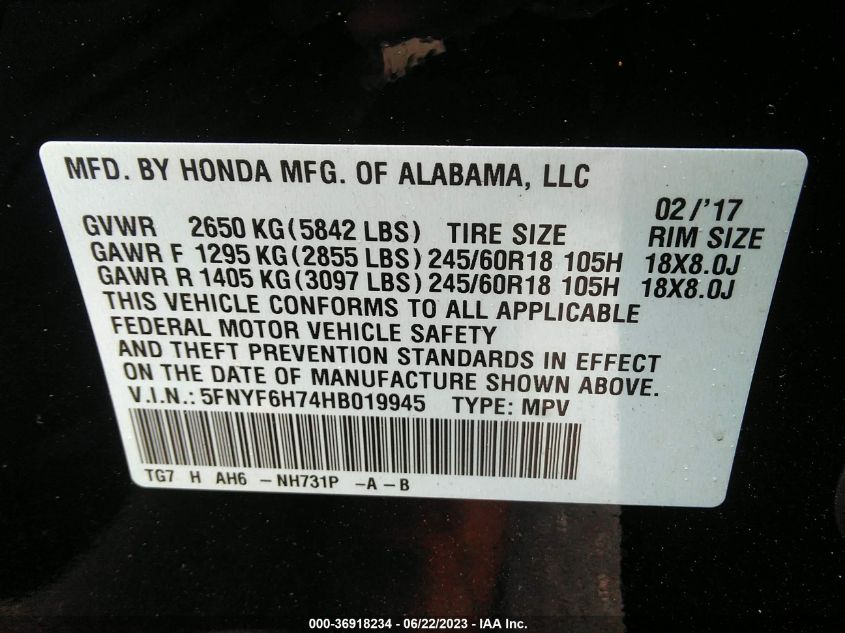 MFD. BY HONDA MFG. OF ALABAMA, LLC
02/'17
GVWR 2650 KG(5842 LBS) TIRE SIZE RIM SIZE
GAWR F 1295 KG(2855 LBS)245/60R18 105H 18X8.0J
GAWR R 1405 KG(3097 LBS)245/60R18 105H 18X8.0J
THIS VEHICLE CONFORMS TO ALL APPLICABLE
FEDERAL MOTOR VEHICLE SAFETY
AND THEFT PREVENTION STANDARDS IN EFFECT
ON THE DATE OF MANUFACTURE SHOWN ABOVE.
V.I.N.: 5FNYF6H74HB019945 TYPE: MPV
TG7 H AH6 - NH731P -A - B
000-36918234 - 06/22/2023 - IAA Inc.